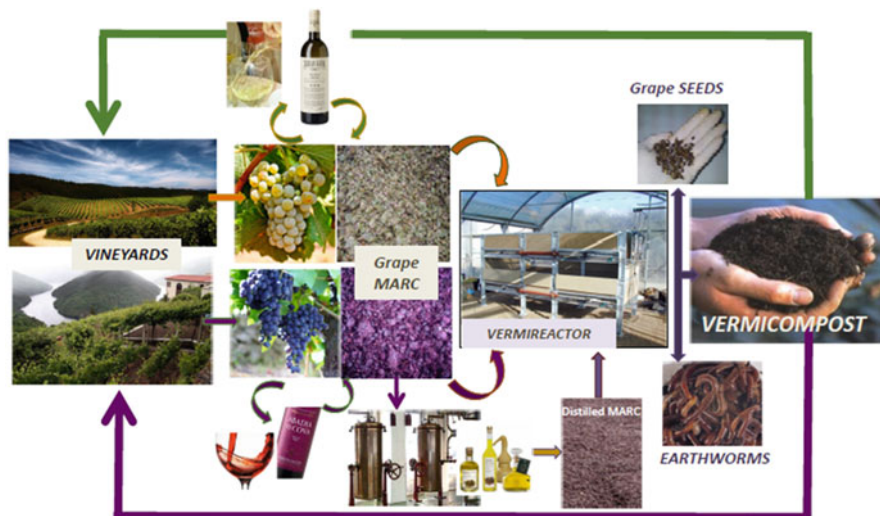 Grape SEEDS
VINEYARDS
Grape
MARC
VERMIREACTOR
VERMICOMPOST
Distilled MARC
EARTHWORMS